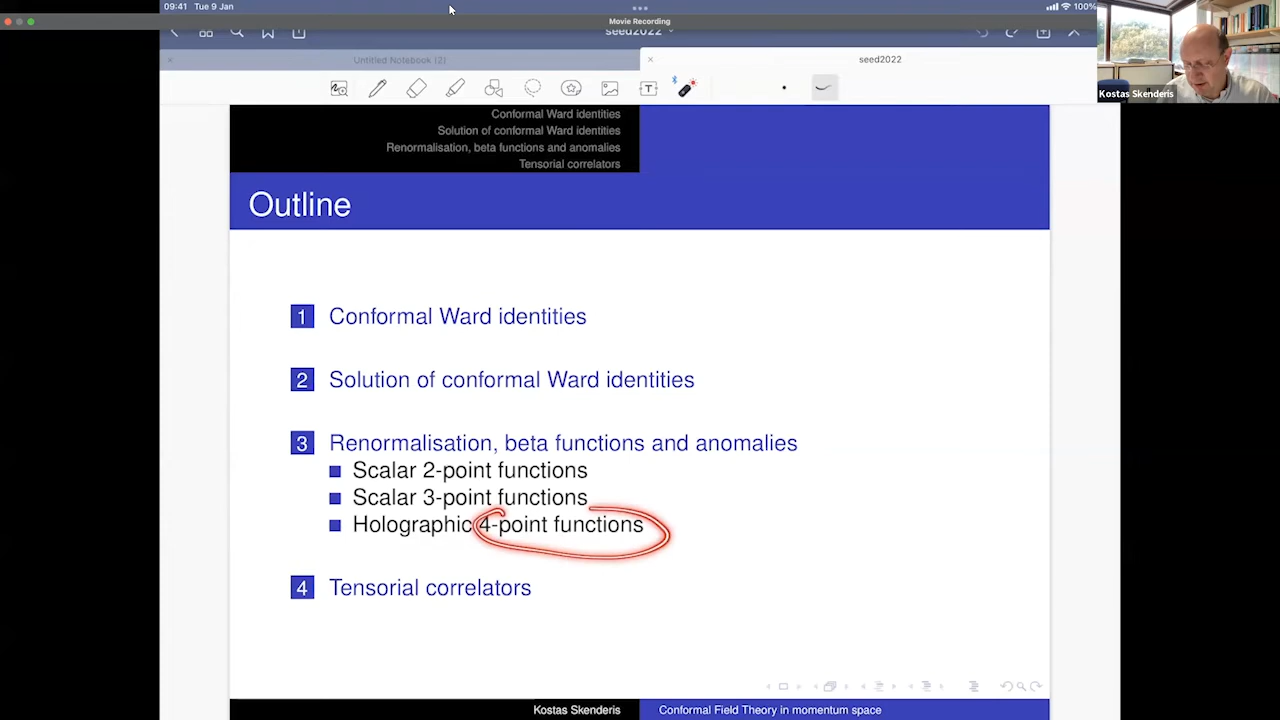 09:41 Tue 9 Jan
100%
Movie Recording
seed2022
Untitled Notebook (2)
seed2022
T
Kostas Skenderis
Conformal Ward identities
Solution of conformal Ward identities
Renormalisation, beta functions and anomalies
Tensorial correlators
Outline
1 Conformal Ward identities
2 Solution of conformal Ward identities
3 Renormalisation, beta functions and anomalies
Scalar 2-point functions
Scalar 3-point functions
Holographic 4-point functions
4 Tensorial correlators
Kostas Skenderis
Conformal Field Theory in momentum space